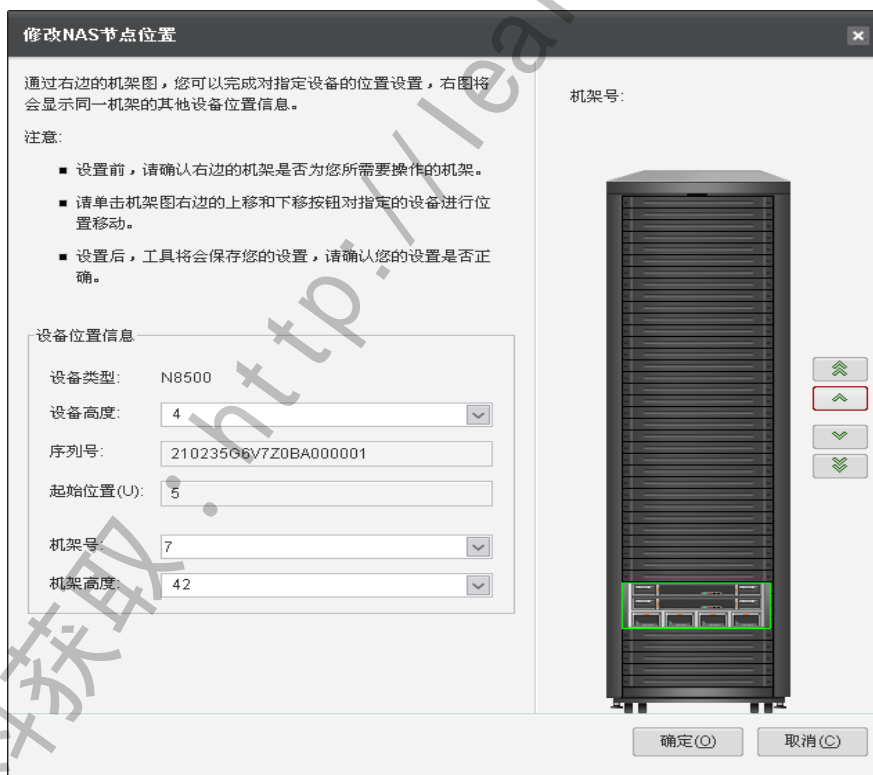 修改NAS节点位置
通过右边的机架图，您可以完成对指定设备的位置设置，右图将
会显示同一机架的其他设备位置信息。
注意:
■ 设置前，请确认右边的机架是否为您所需要操作的机架。
■ 请单击机架图右边的上移和下移按钮对指定的设备进行位
置移动。
■ 设置后，工具将会保存您的设置，请确认您的设置是否正
确。
设备位置信息
设备类型: N8500
设备高度: 4
序列号: 210235G6V7Z0BA000001
起始位置(U): 5
机架号: 7
机架高度: 42
机架号:
确定(O) 取消(C)
获取：http://lear